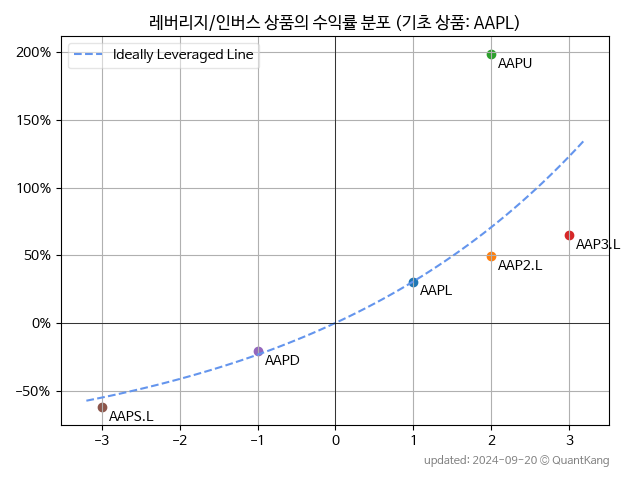 레버리지/인버스 상품의 수익률 분포 (기초 상품: AAPL)
200%
150%
100%
50%
0%
−50%
Ideally Leveraged Line
AAPU
AAP3.L
AAP2.L
AAPL
AAPD
AAPS.L
−3
−2
−1
0
1
2
3
updated: 2024-09-20 © QuantKang